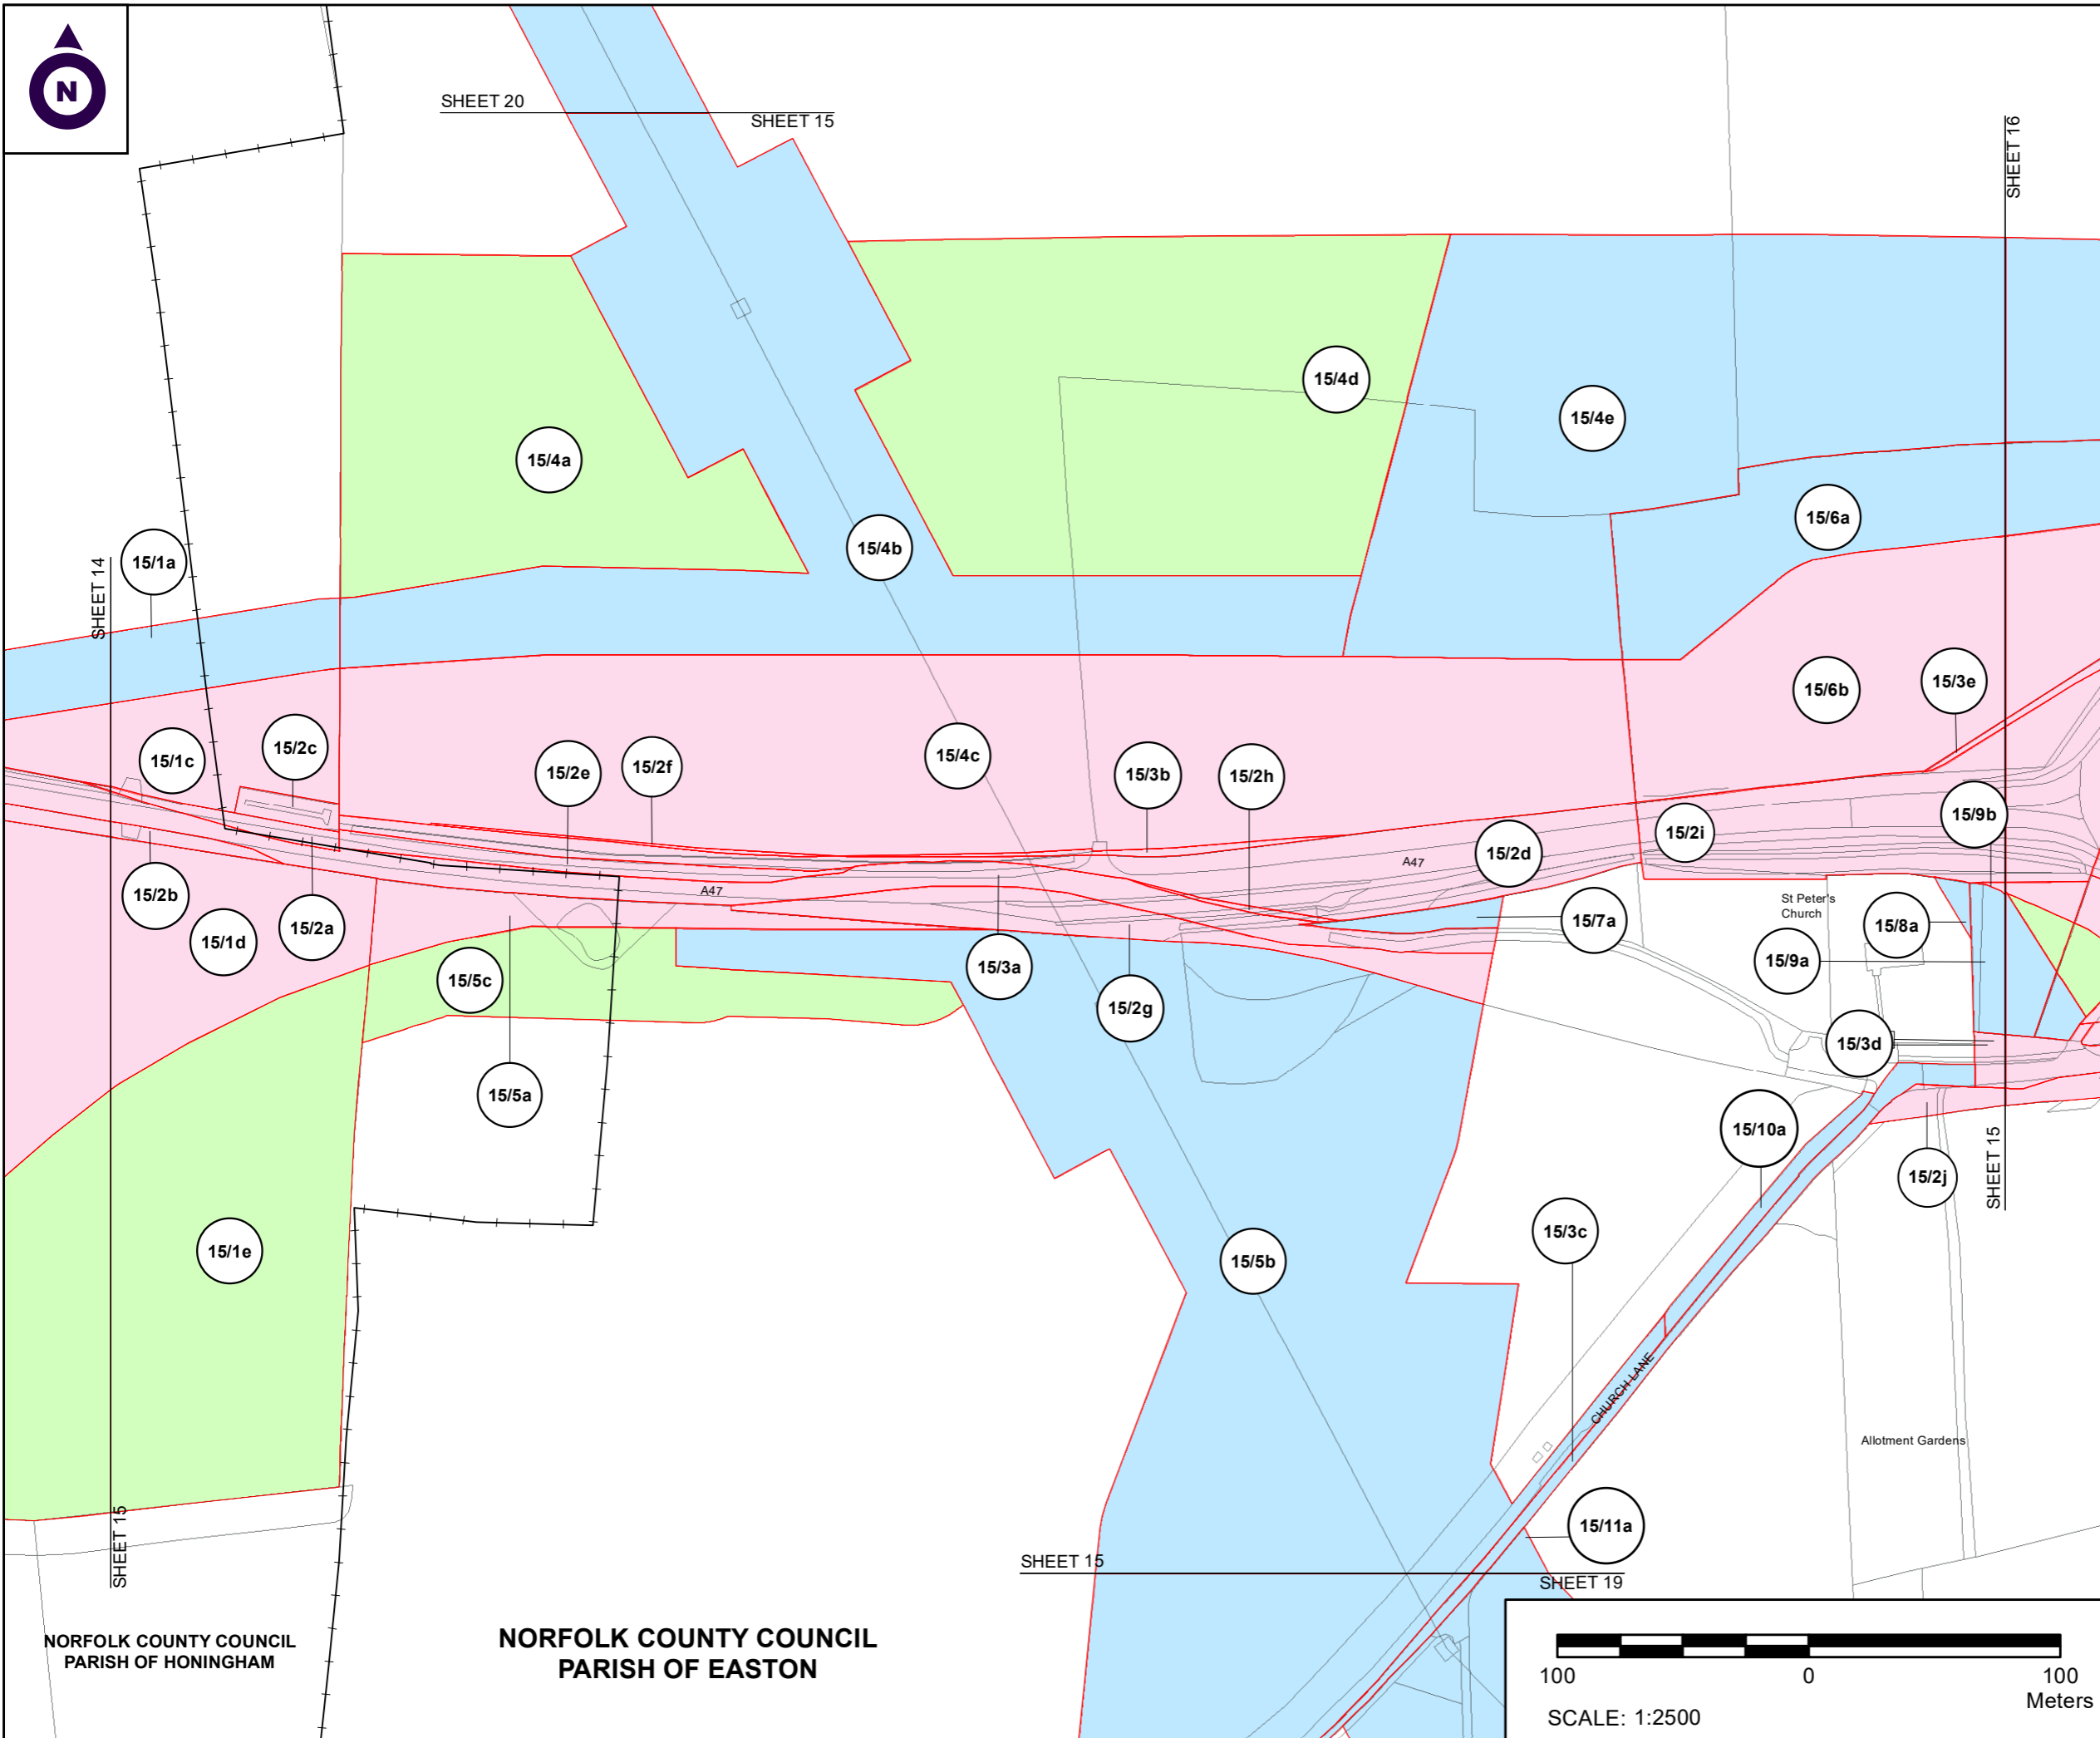 N
SHEET 20
SHEET 15
SHEET 16
15/4d
15/4e
15/4a
15/6a
15/4b
15/1a
SHEET 14
15/3e
15/6b
15/2c
15/4c
15/1c
15/2f
15/2e
15/3b
15/2h
15/9b
15/2i
15/2d
A47
A47
15/2b
St Peter's
Church
15/7a
15/8a
15/2a
15/1d
15/9a
15/3a
15/5c
15/2g
15/3d
15/5a
15/10a
15/2j
SHEET 15
15/3c
15/1e
15/5b
CHURCH LANE
Allotment Gardens
15/11a
SHEET 15
SHEET 15
SHEET 19
NORFOLK COUNTY COUNCIL
PARISH OF HONINGHAM
NORFOLK COUNTY COUNCIL
PARISH OF EASTON
100 0 100
Meters
SCALE: 1:2500